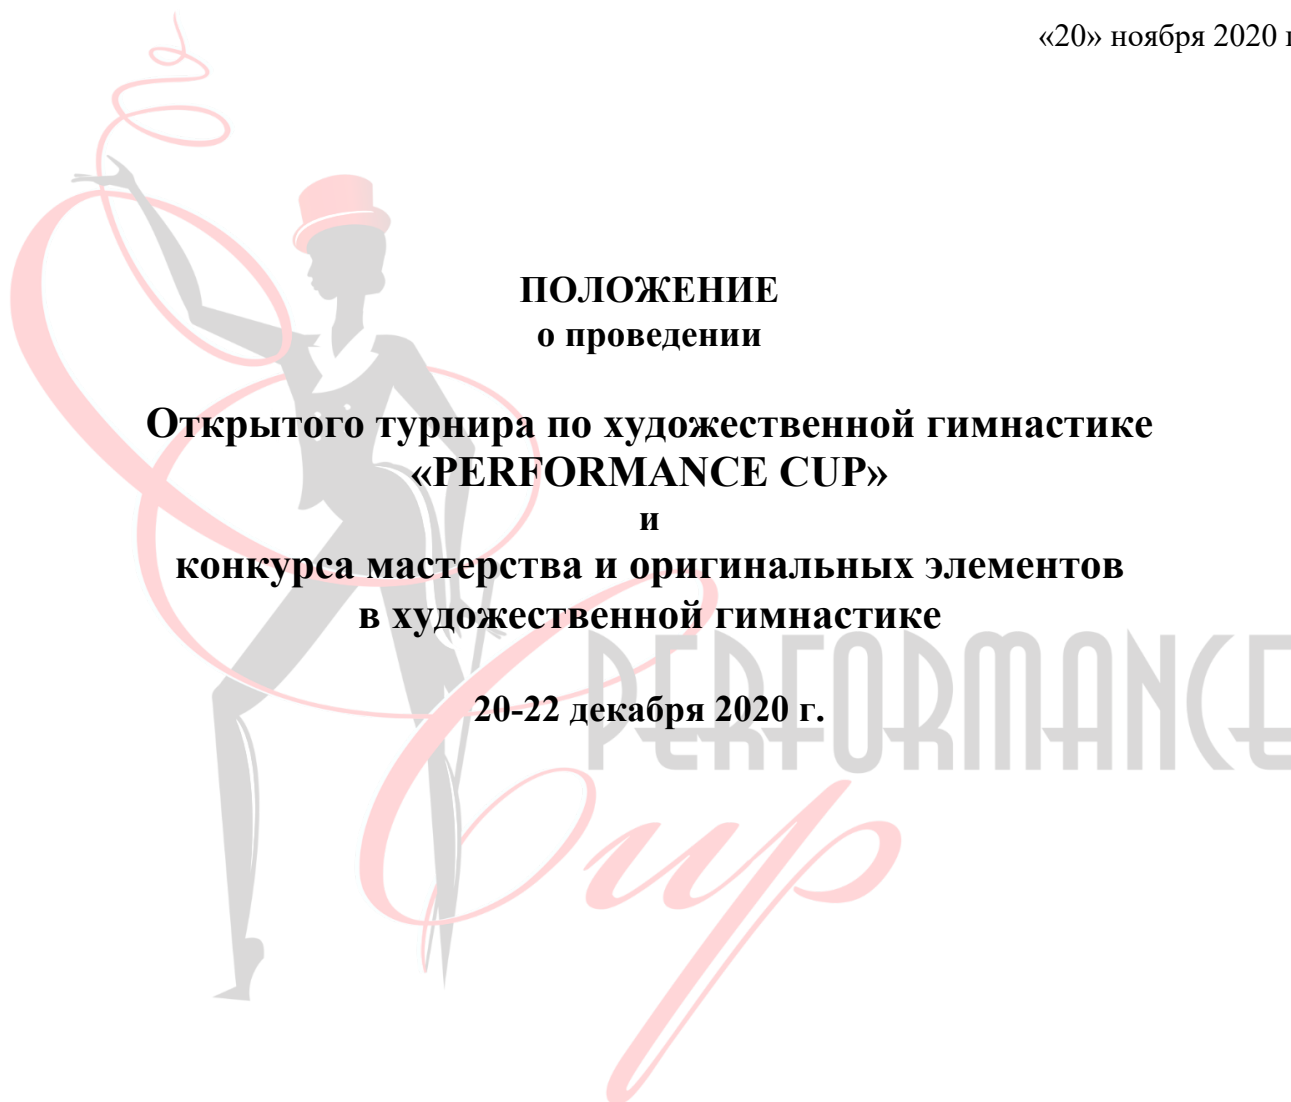 «20» ноября 2020 г
ПОЛОЖЕНИЕ
о проведении
Открытого турнира по художественной гимнастике
«PERFORMANCE CUP»
и
конкурса мастерства и оригинальных элементов
в художественной гимнастике
20-22 декабря 2020 г.
PERFORMANCE
Cup